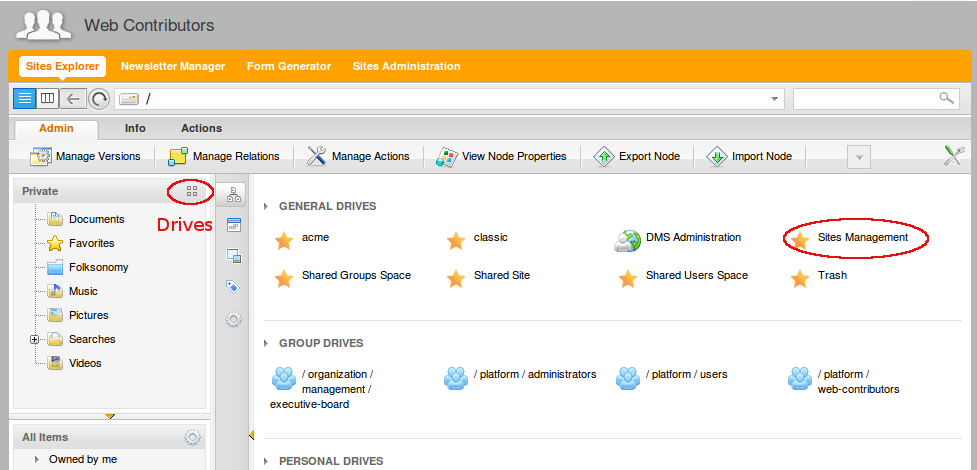 Web Contributors
Sites Explorer Newsletter Manager Form Generator Sites Administration
/
Admin Info Actions
Manage Versions Manage Relations Manage Actions View Node Properties Export Node Import Node
Private
Drives
Documents
Favorites
Folksonomy
Music
Pictures
Searches
Videos
All Items
Owned by me
GENERAL DRIVES
acme classic DMS Administration Sites Management
Shared Groups Space Shared Site Shared Users Space Trash
GROUP DRIVES
/ organization / / platform / administrators / platform / users / platform /
management / web-contributors
executive-board
PERSONAL DRIVES